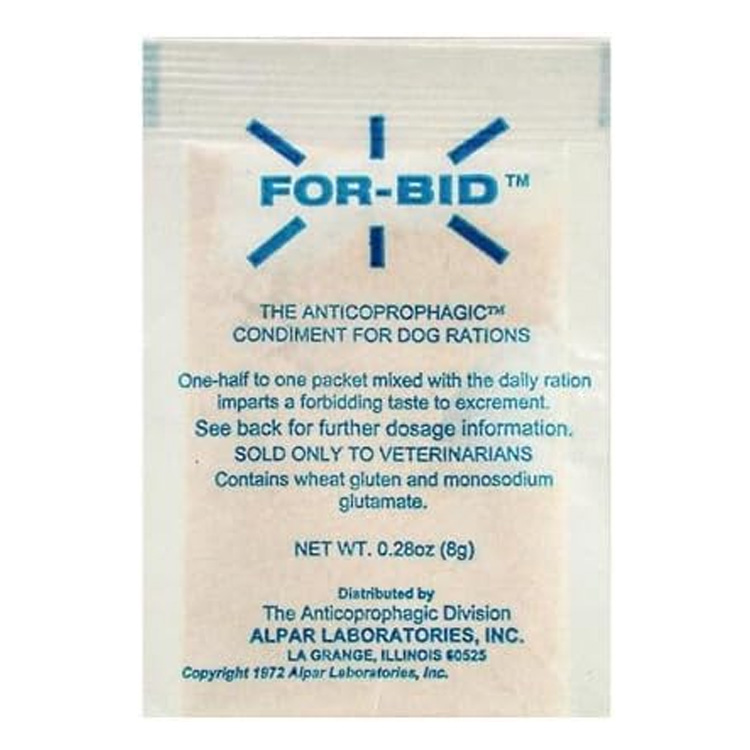 FOR-BID™
THE ANTICOPROPHAGIC™
CONDIMENT FOR DOG RATIONS
One-half to one packet mixed with the daily ration
imparts a forbidding taste to excrement.
See back for further dosage information.
SOLD ONLY TO VETERINARIANS
Contains wheat gluten and monosodium
glutamate.
NET WT. 0.28oz (8g)
Distributed by
The Anticoprophagic Division
ALPAR LABORATORIES, INC.
LA GRANGE, ILLINOIS 60525
Copyright 1972 Alpar Laboratories, Inc.